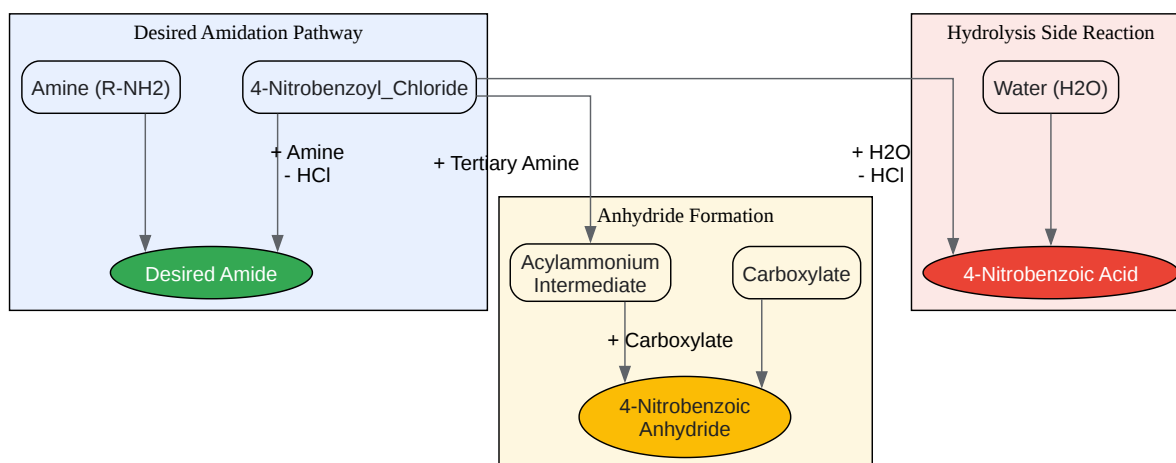 Desired Amidation Pathway
Hydrolysis Side Reaction
Amine (R-NH2)
4-Nitrobenzoyl_Chloride
Water (H2O)
+ Amine
- HCl
+ Tertiary Amine
+ H2O
- HCl
Anhydride Formation
Desired Amide
Acylammonium
Intermediate
Carboxylate
4-Nitrobenzoic Acid
+ Carboxylate
4-Nitrobenzoic
Anhydride